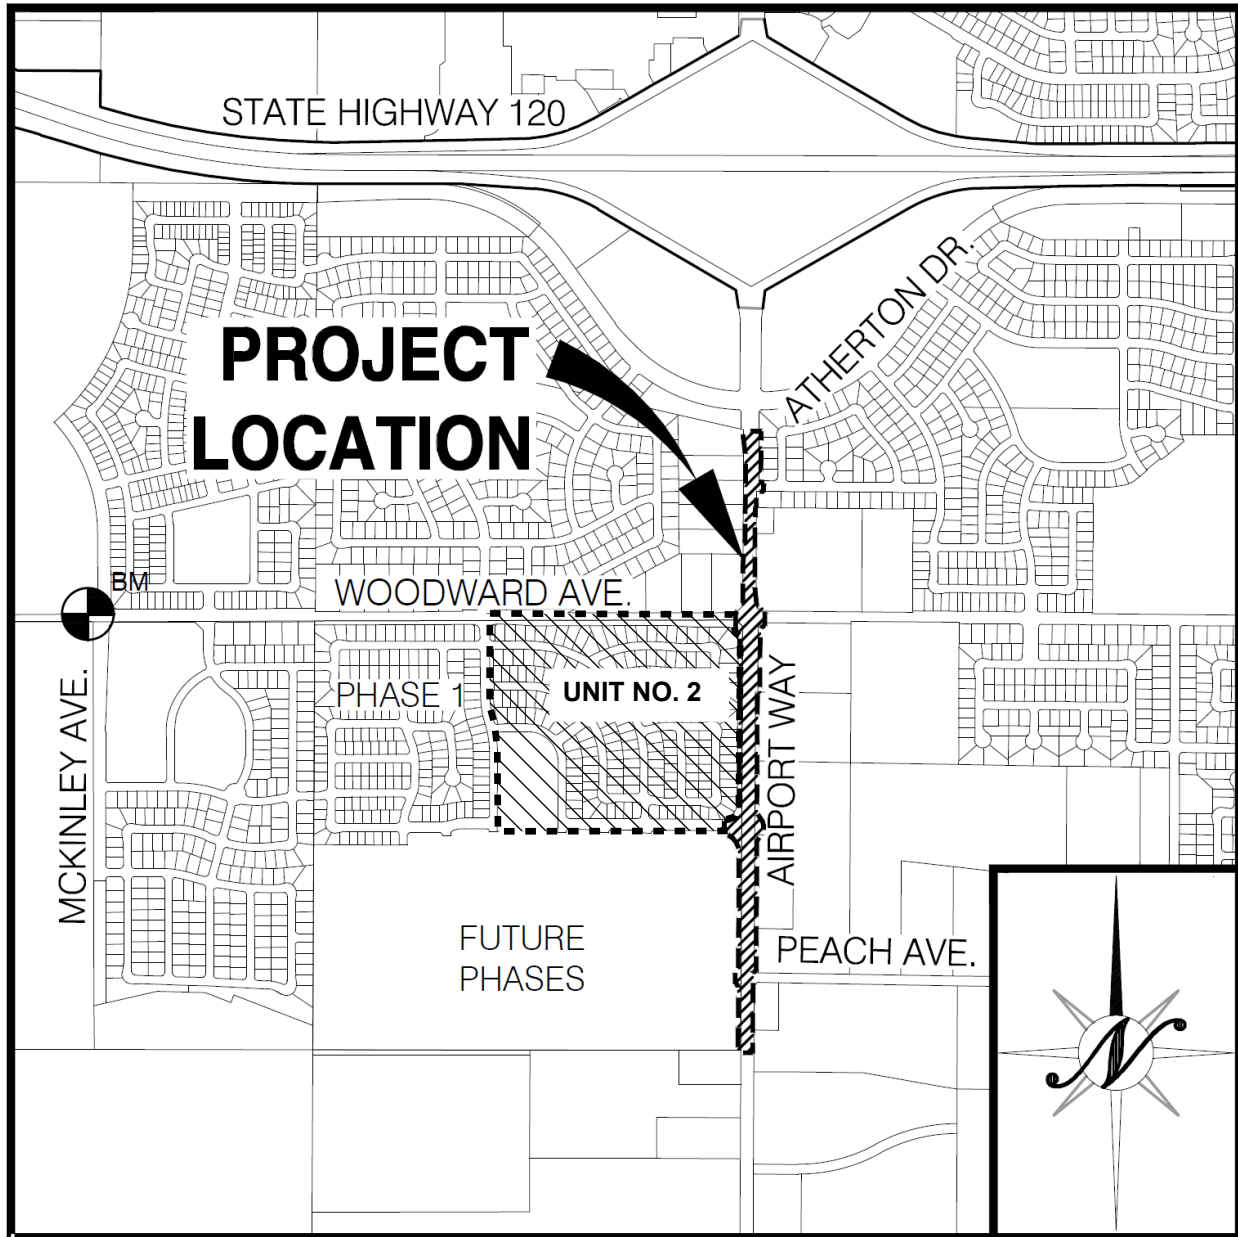 STATE HIGHWAY 120
ATHERTON DR.
PROJECT
LOCATION
BM
WOODWARD AVE.
MCKINLEY AVE.
PHASE 1
UNIT NO. 2
AIRPORT WAY
FUTURE
PHASES
PEACH AVE.
N